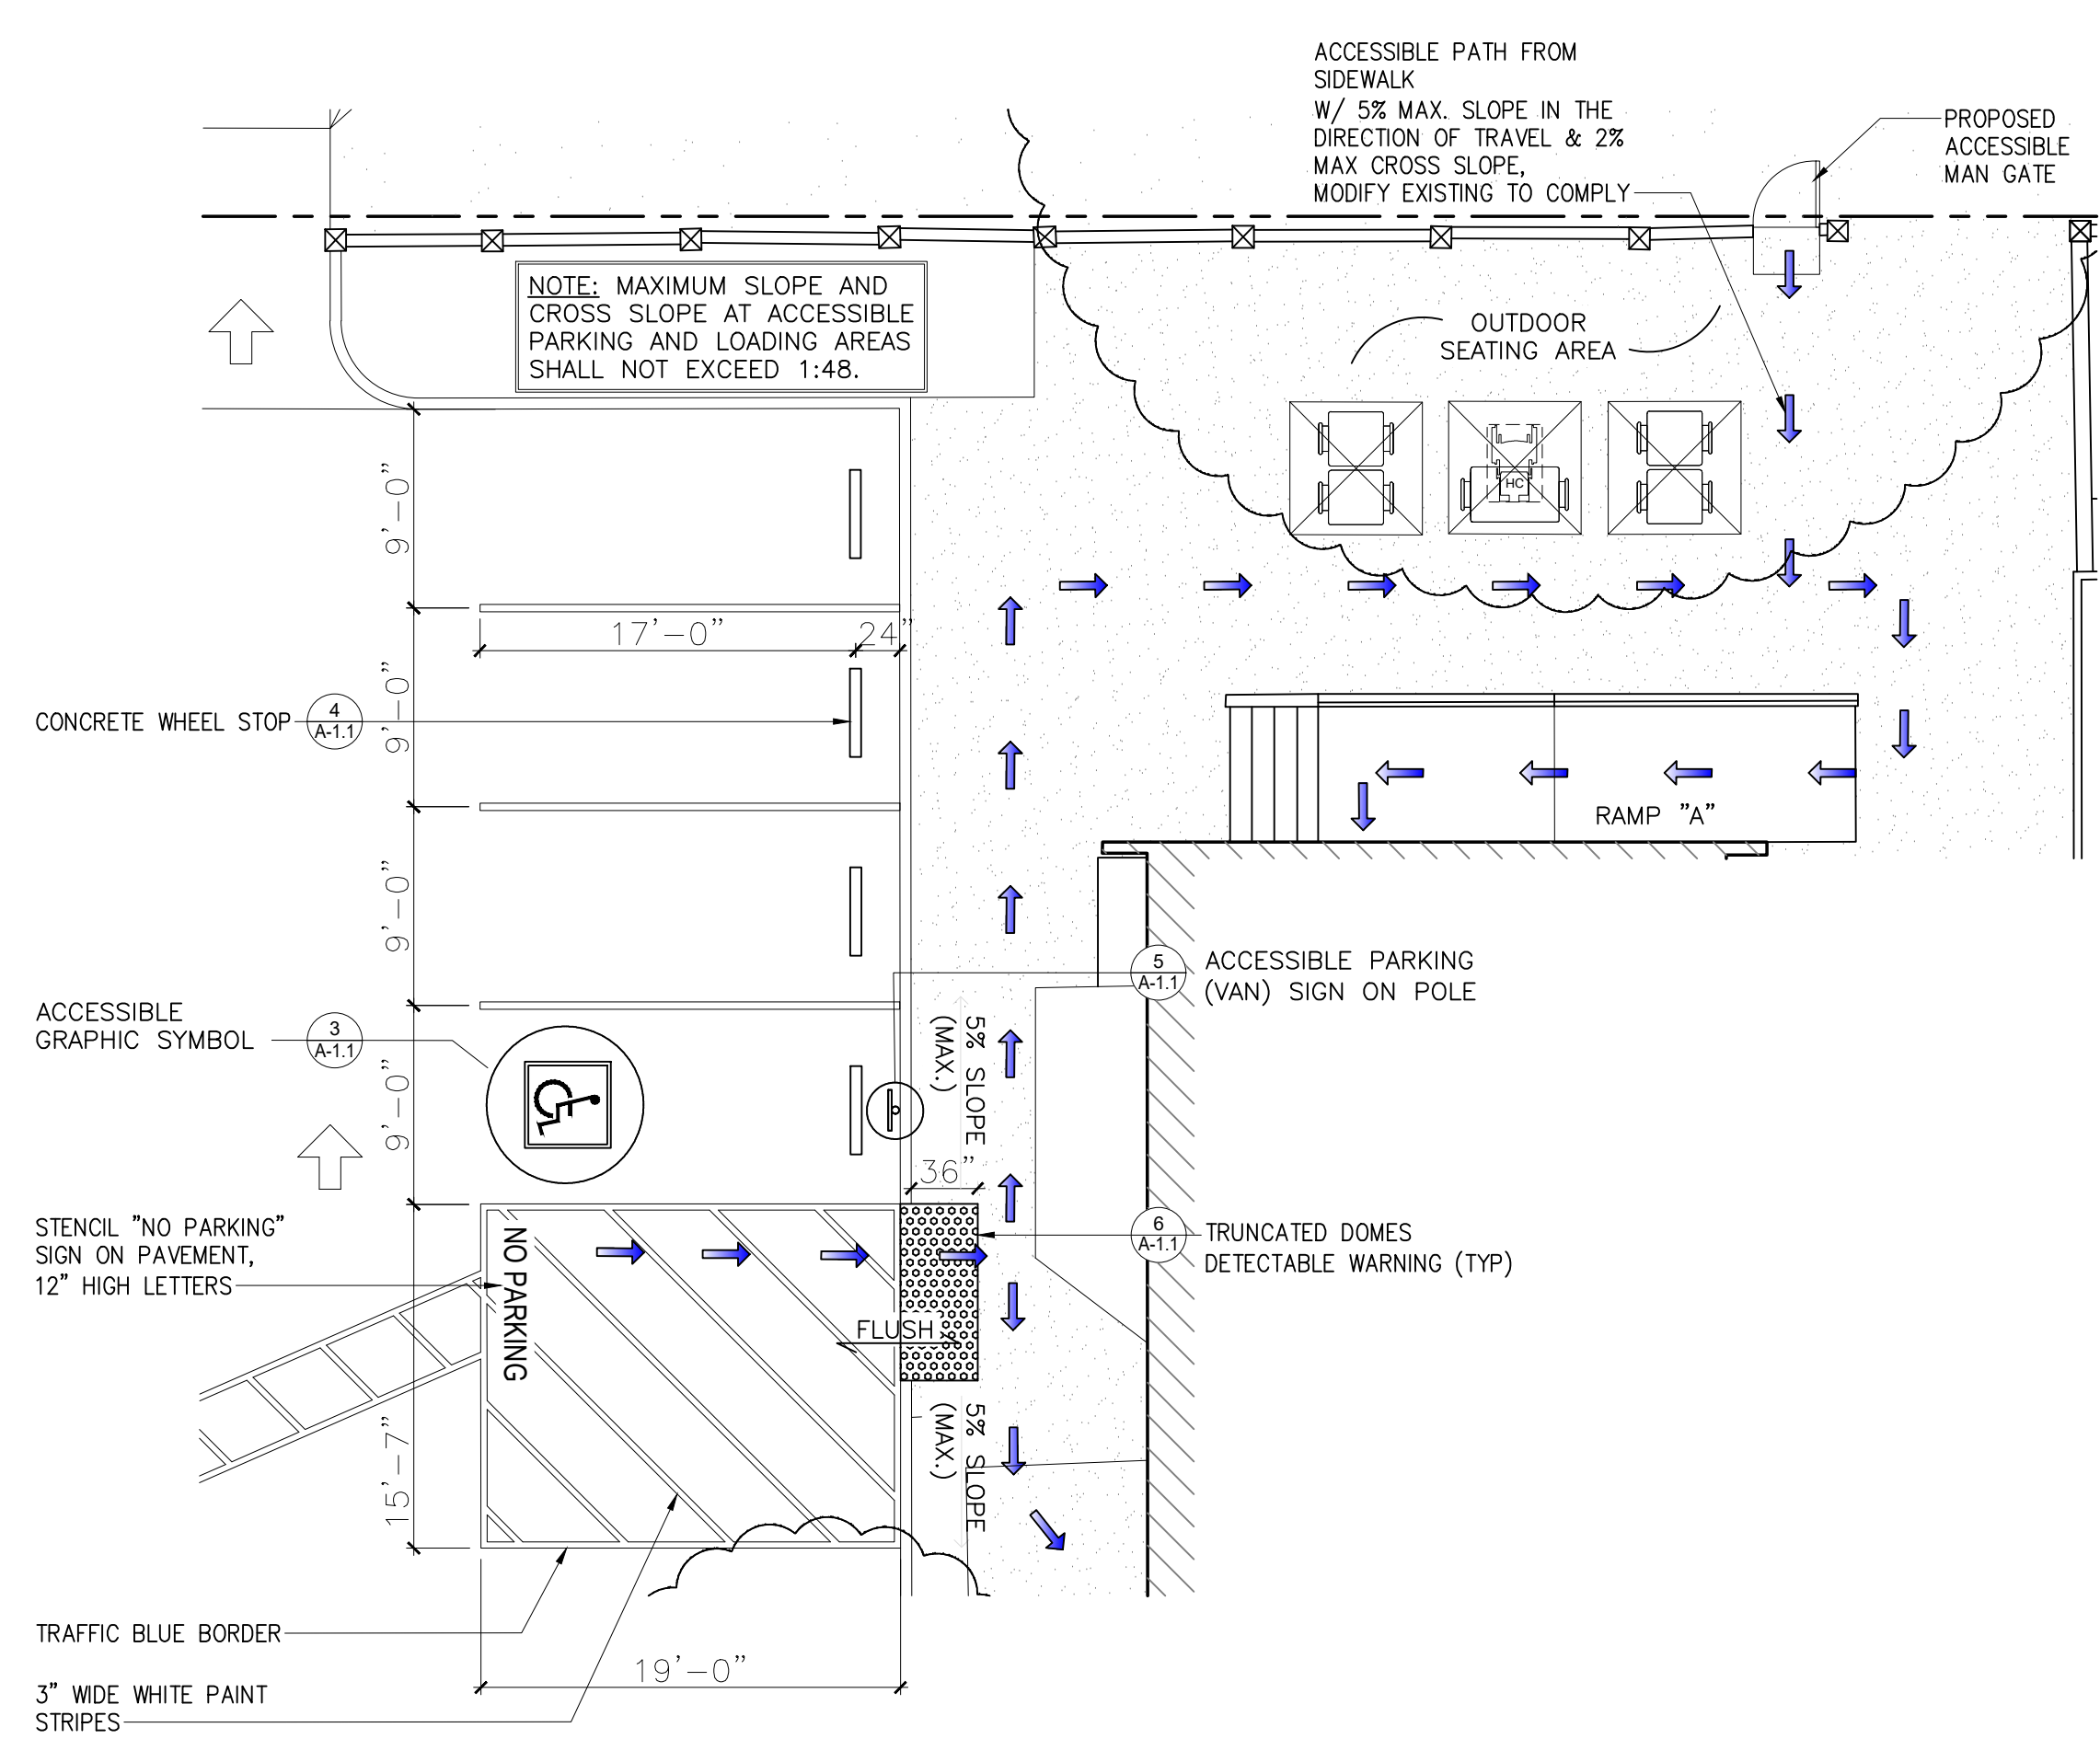 ACCESSIBLE PATH FROM
SIDEWALK
W/ 5% MAX. SLOPE IN THE
DIRECTION OF TRAVEL & 2%
MAX CROSS SLOPE,
MODIFY EXISTING TO COMPLY
PROPOSED
ACCESSIBLE
MAN GATE
NOTE: MAXIMUM SLOPE AND
CROSS SLOPE AT ACCESSIBLE
PARKING AND LOADING AREAS
SHALL NOT EXCEED 1:48.
OUTDOOR
SEATING AREA
HC
9'-0"
17'-0"
24"
9'-0"
CONCRETE WHEEL STOP
4
A-1.1
RAMP "A"
9'-0"
5
A-1.1
ACCESSIBLE PARKING
(VAN) SIGN ON POLE
ACCESSIBLE
GRAPHIC SYMBOL
3
A-1.1
5% SLOPE
(MAX.)
9'-0"
36"
STENCIL "NO PARKING"
SIGN ON PAVEMENT,
12" HIGH LETTERS
NO PARKING
6
A-1.1
TRUNCATED DOMES
DETECTABLE WARNING (TYP)
FLUSH
5% SLOPE
(MAX.)
15'-7"
TRAFFIC BLUE BORDER
19'-0"
3" WIDE WHITE PAINT
STRIPES